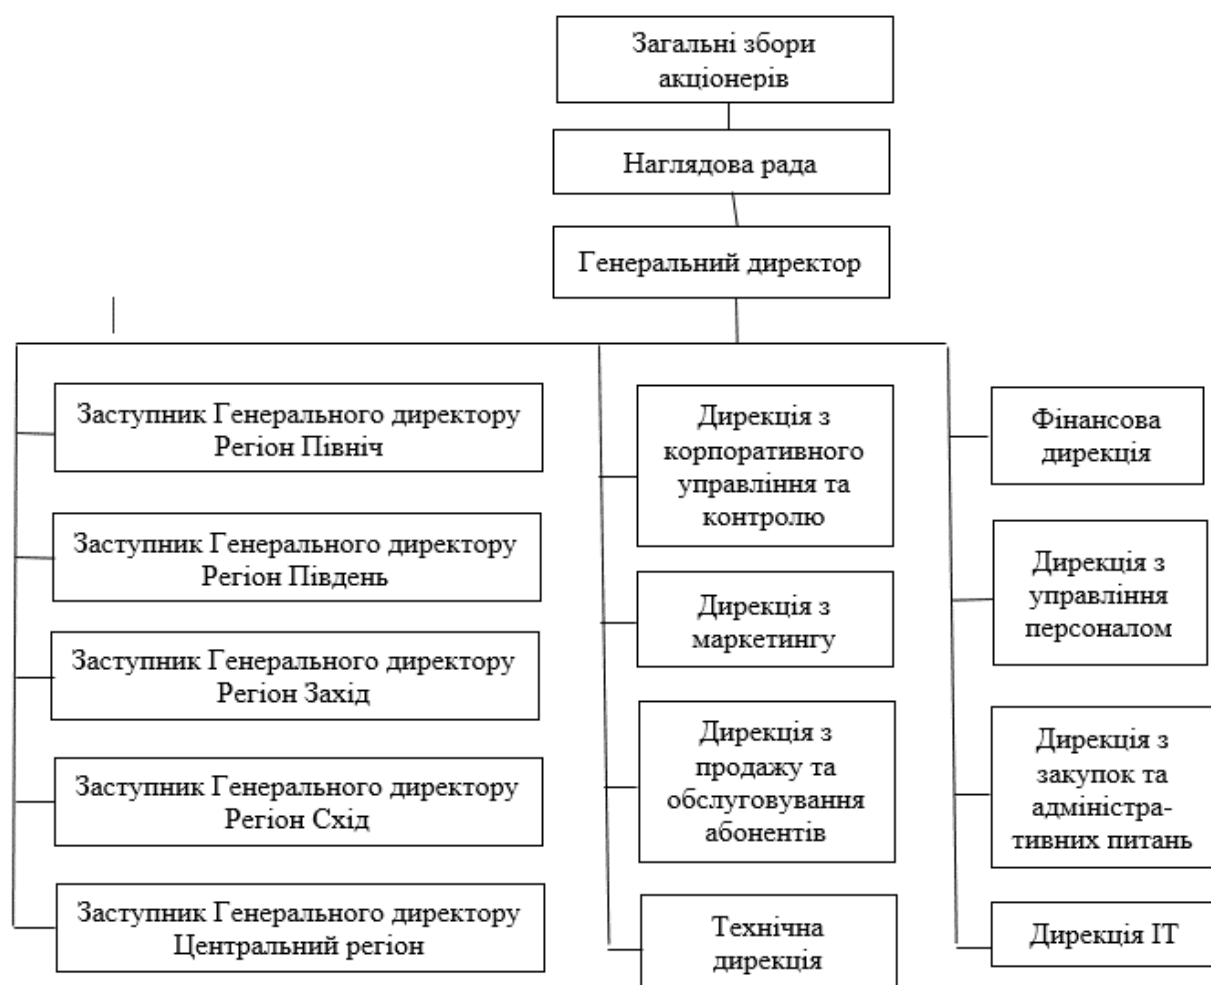 Загальні збори
акціонерів
Наглядова рада
Генеральний директор
Заступник Генерального директору
Регіон Північ
Заступник Генерального директору
Регіон Південь
Заступник Генерального директору
Регіон Захід
Заступник Генерального директору
Регіон Схід
Заступник Генерального директору
Центральний регіон
Дирекція з
корпоративного
управління та
контролю
Дирекція з
маркетингу
Дирекція з
продажу та
обслуговування
абонентів
Технічна
дирекція
Фінансова
дирекція
Дирекція з
управління
персоналом
Дирекція з
закупок та
адміністра-
тивних питань
Дирекція ІТ